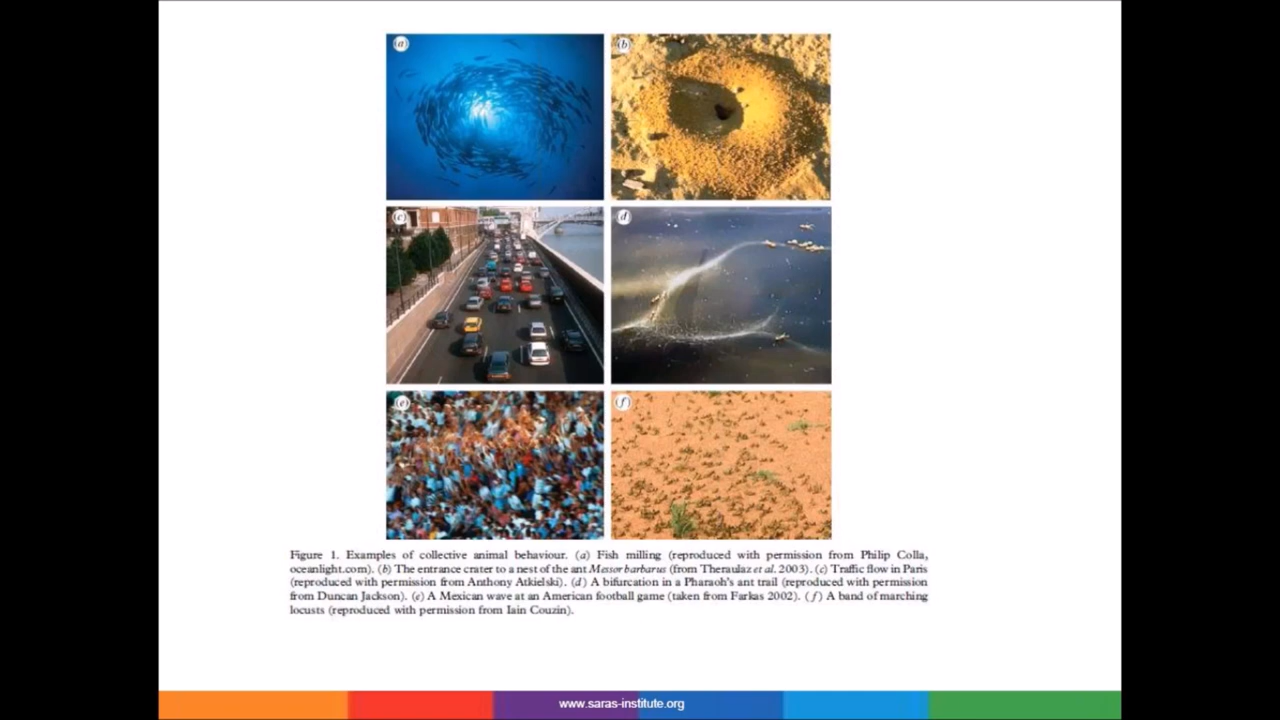 (a)
(b)
(c)
(d)
(e)
(f)
Figure 1. Examples of collective animal behaviour. (a) Fish milling (reproduced with permission from Philip Colla,
oceanlight.com). (b) The entrance crater to a nest of the ant Messor barbarus (from Theraulaz et al. 2003). (c) Traffic flow in Paris
(reproduced with permission from Anthony Atkielski). (d) A bifurcation in a Pharaoh's ant trail (reproduced with permission
from Duncan Jackson). (e) A Mexican wave at an American football game (taken from Farkas 2002). (f) A band of marching
locusts (reproduced with permission from Iain Couzin).
www.saras-institute.org